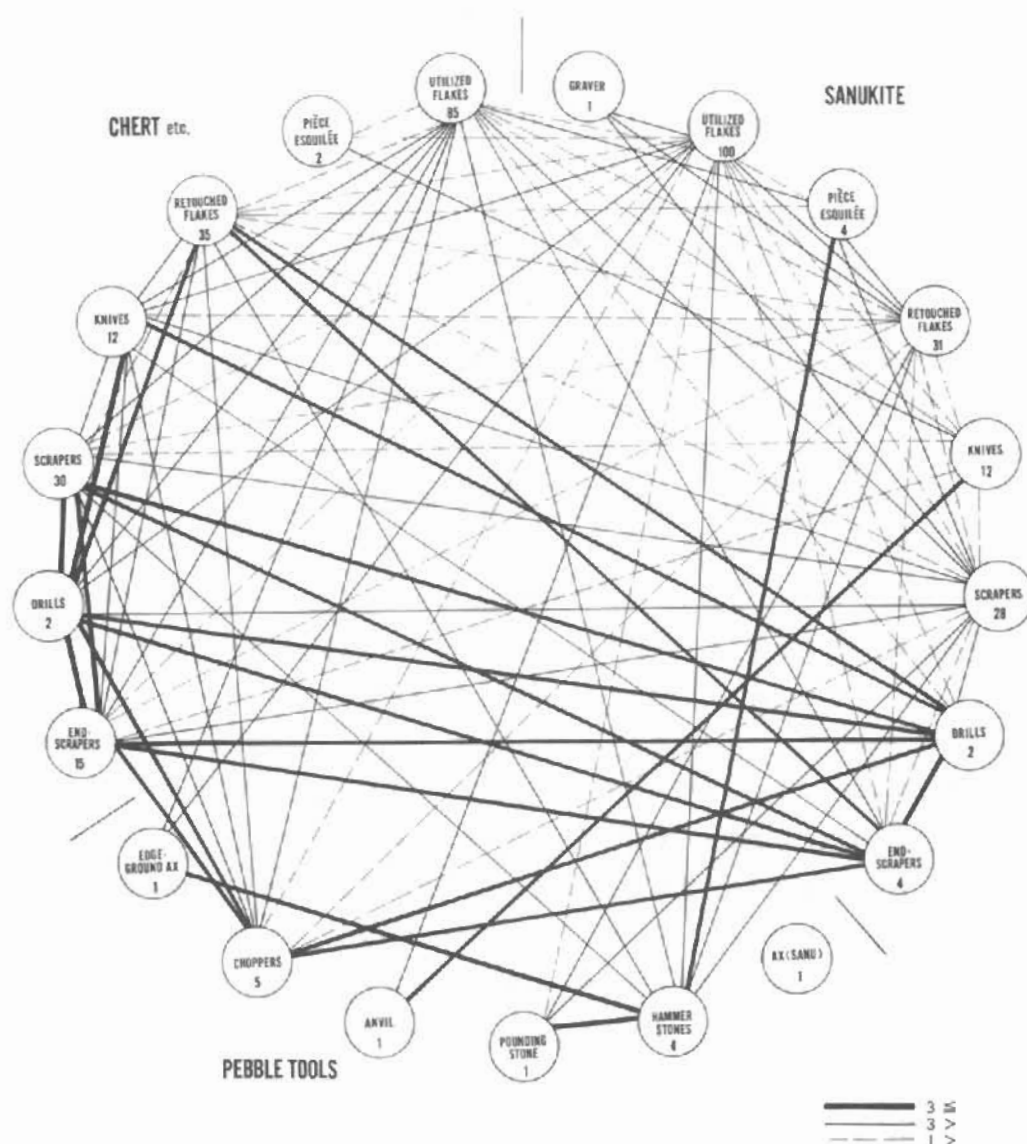 CHERT etc.
SANUKITE
PEBBLE TOOLS
GRAVER
1
UTILIZED
FLAKES
100
PIÈCE
ESQUILÉE
4
RETOUCHED
FLAKES
31
KNIVES
12
SCRAPERS
28
DRILLS
2
END-
SCRAPERS
4
AX (SANU)
1
HAMMER
STONES
4
POUNDING
STONE
1
ANVIL
1
CHOPPERS
5
EDGE-
GROUND AX
1
END-
SCRAPERS
15
DRILLS
2
SCRAPERS
30
KNIVES
12
RETOUCHED
FLAKES
35
PIÈCE
ESQUILÉE
2
UTILIZED
FLAKES
85
3 ≦
3 >
1 >